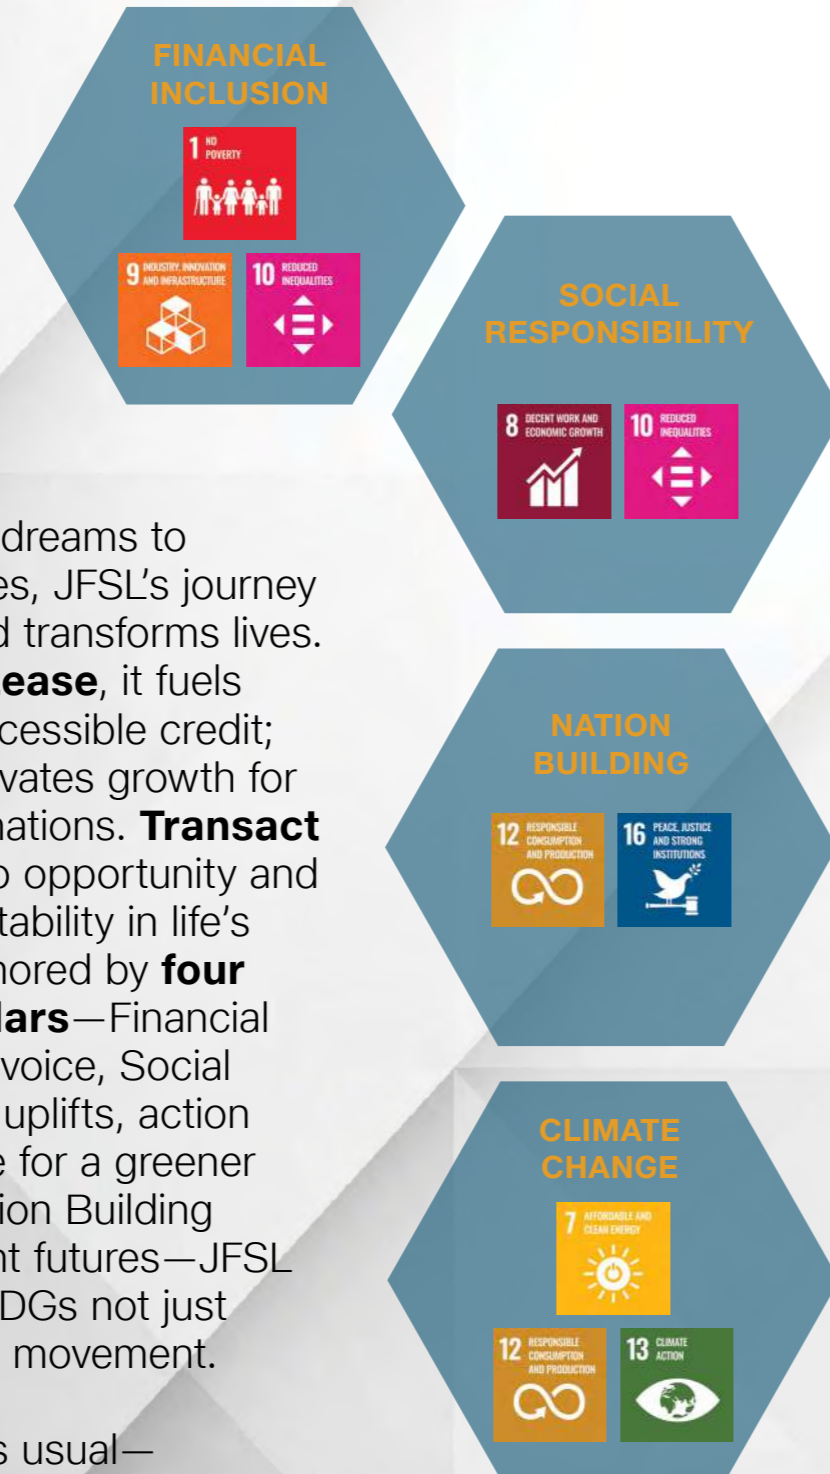 FINANCIAL
INCLUSION
1 NO
POVERTY
9 INDUSTRY, INNOVATION
AND INFRASTRUCTURE
10 REDUCED
INEQUALITIES
SOCIAL
RESPONSIBILITY
8 DECENT WORK AND
ECONOMIC GROWTH
10 REDUCED
INEQUALITIES
dreams to
es, JFSL’s journey
d transforms lives.
ease, it fuels
cessible credit;
vates growth for
nations. Transact
o opportunity and
tability in life’s
nored by four
lars—Financial
voice, Social
uplifts, action
e for a greener
ion Building
nt futures—JFSL
DGs not just
movement.
s usual—
NATION
BUILDING
12 RESPONSIBLE
CONSUMPTION
AND PRODUCTION
16 PEACE, JUSTICE
AND STRONG
INSTITUTIONS
CLIMATE
CHANGE
7 AFFORDABLE AND
CLEAN ENERGY
12 RESPONSIBLE
CONSUMPTION
AND PRODUCTION
13 CLIMATE
ACTION